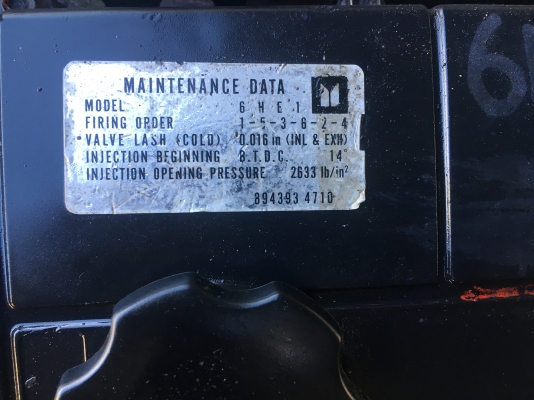 MAINTENANCE DATA
MODEL 6HE1
FIRING ORDER 1-5-3-6-2-4
• VALVE LASH (COLD) 0.016 in (INL & EXH)
INJECTION BEGINNING B.T.D.C. 14°
INJECTION OPENING PRESSURE 2633 lb/in²
894393 4710